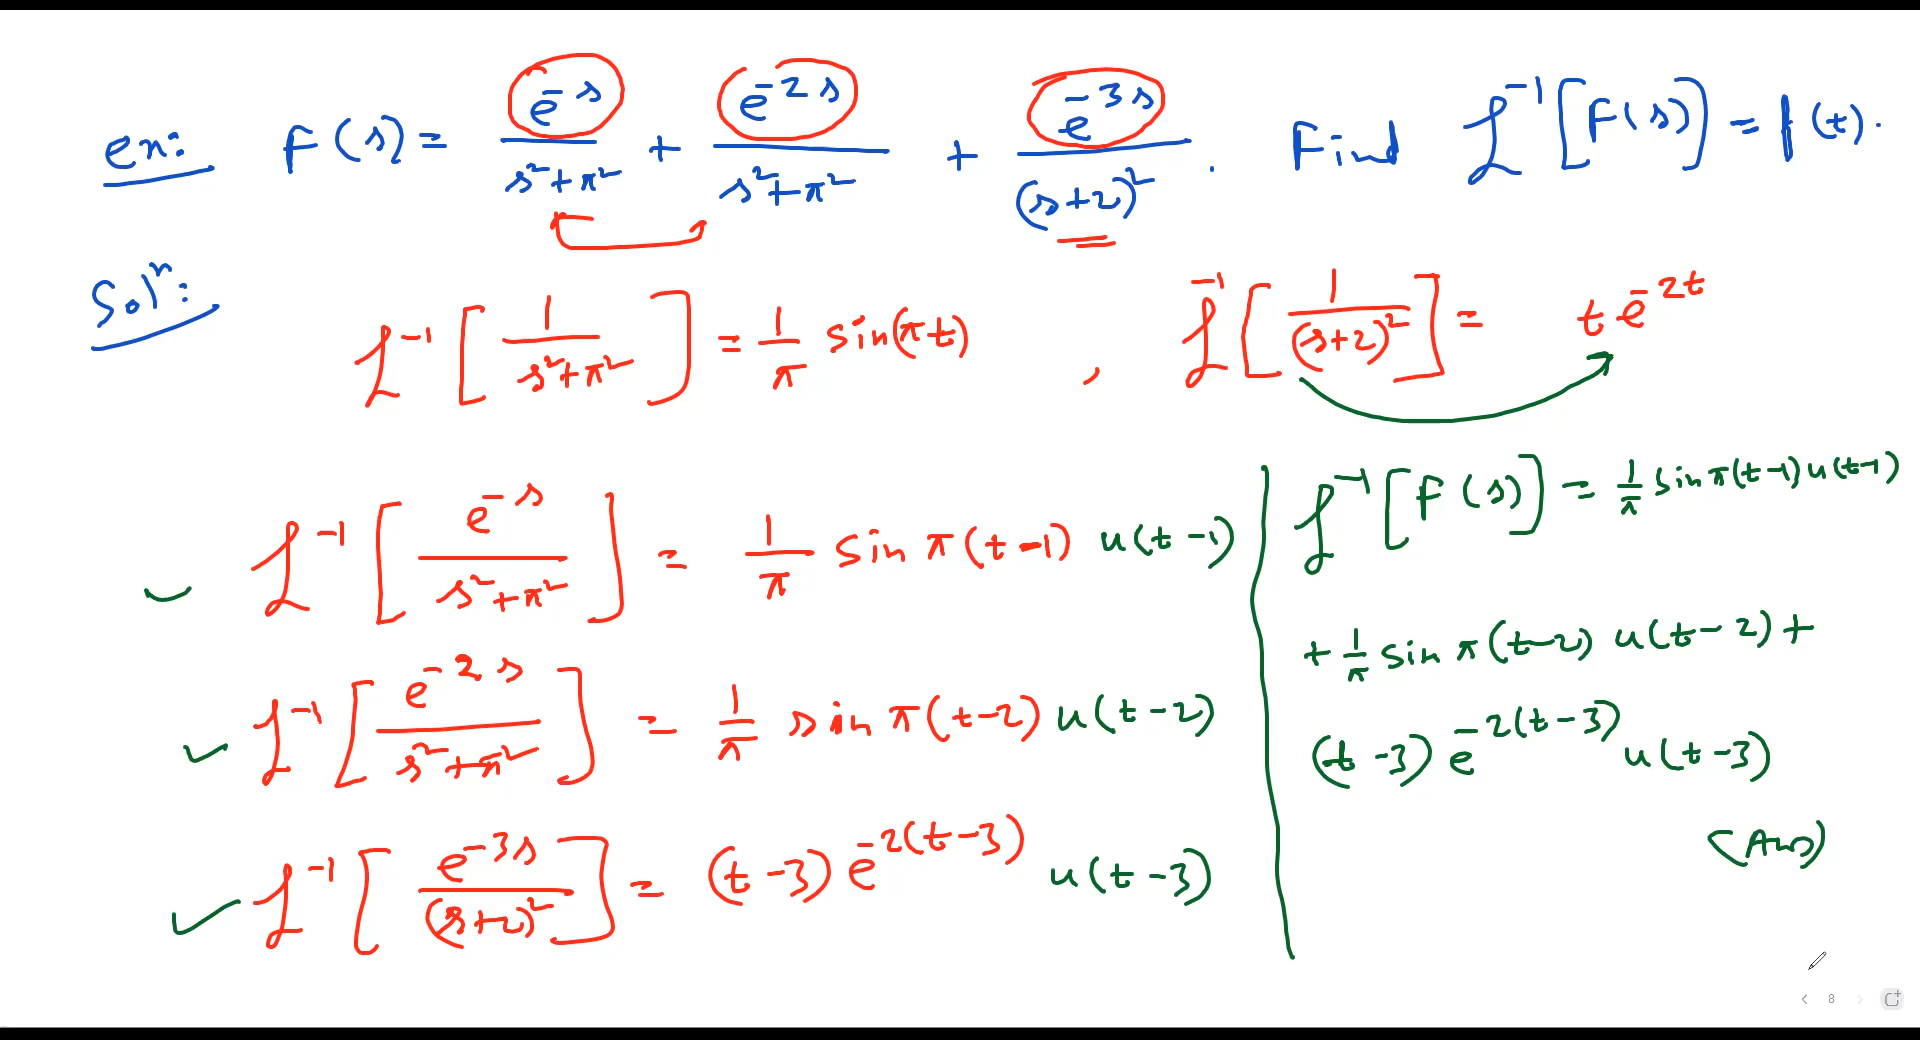 ex: F(s) = e^{-s}/(s²+π²) + e^{-2s}/(s²+π²) + e^{-3s}/(s+2)². Find ℒ⁻¹[F(s)] = f(t).
Solⁿ:
ℒ⁻¹[1/(s²+π²)] = 1/π sin(πt) , ℒ⁻¹[1/(s+2)²] = t e^{-2t}
ℒ⁻¹[e^{-s}/(s²+π²)] = 1/π sin π(t-1) u(t-1)
ℒ⁻¹[e^{-2s}/(s²+π²)] = 1/π sin π(t-2) u(t-2)
ℒ⁻¹[e^{-3s}/(s+2)²] = (t-3) e^{-2(t-3)} u(t-3)
ℒ⁻¹[F(s)] = 1/π sin π(t-1) u(t-1)
+ 1/π sin π(t-2) u(t-2) +
(t-3) e^{-2(t-3)} u(t-3)
(Ans)
8